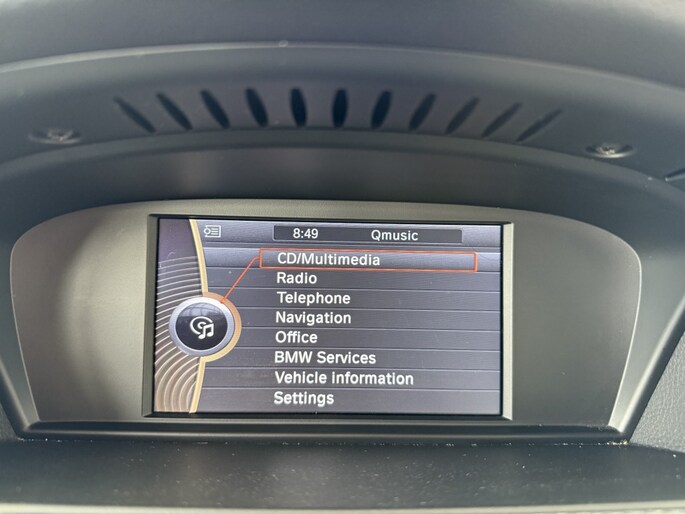 8:49 Qmusic
CD/Multimedia
Radio
Telephone
Navigation
Office
BMW Services
Vehicle information
Settings